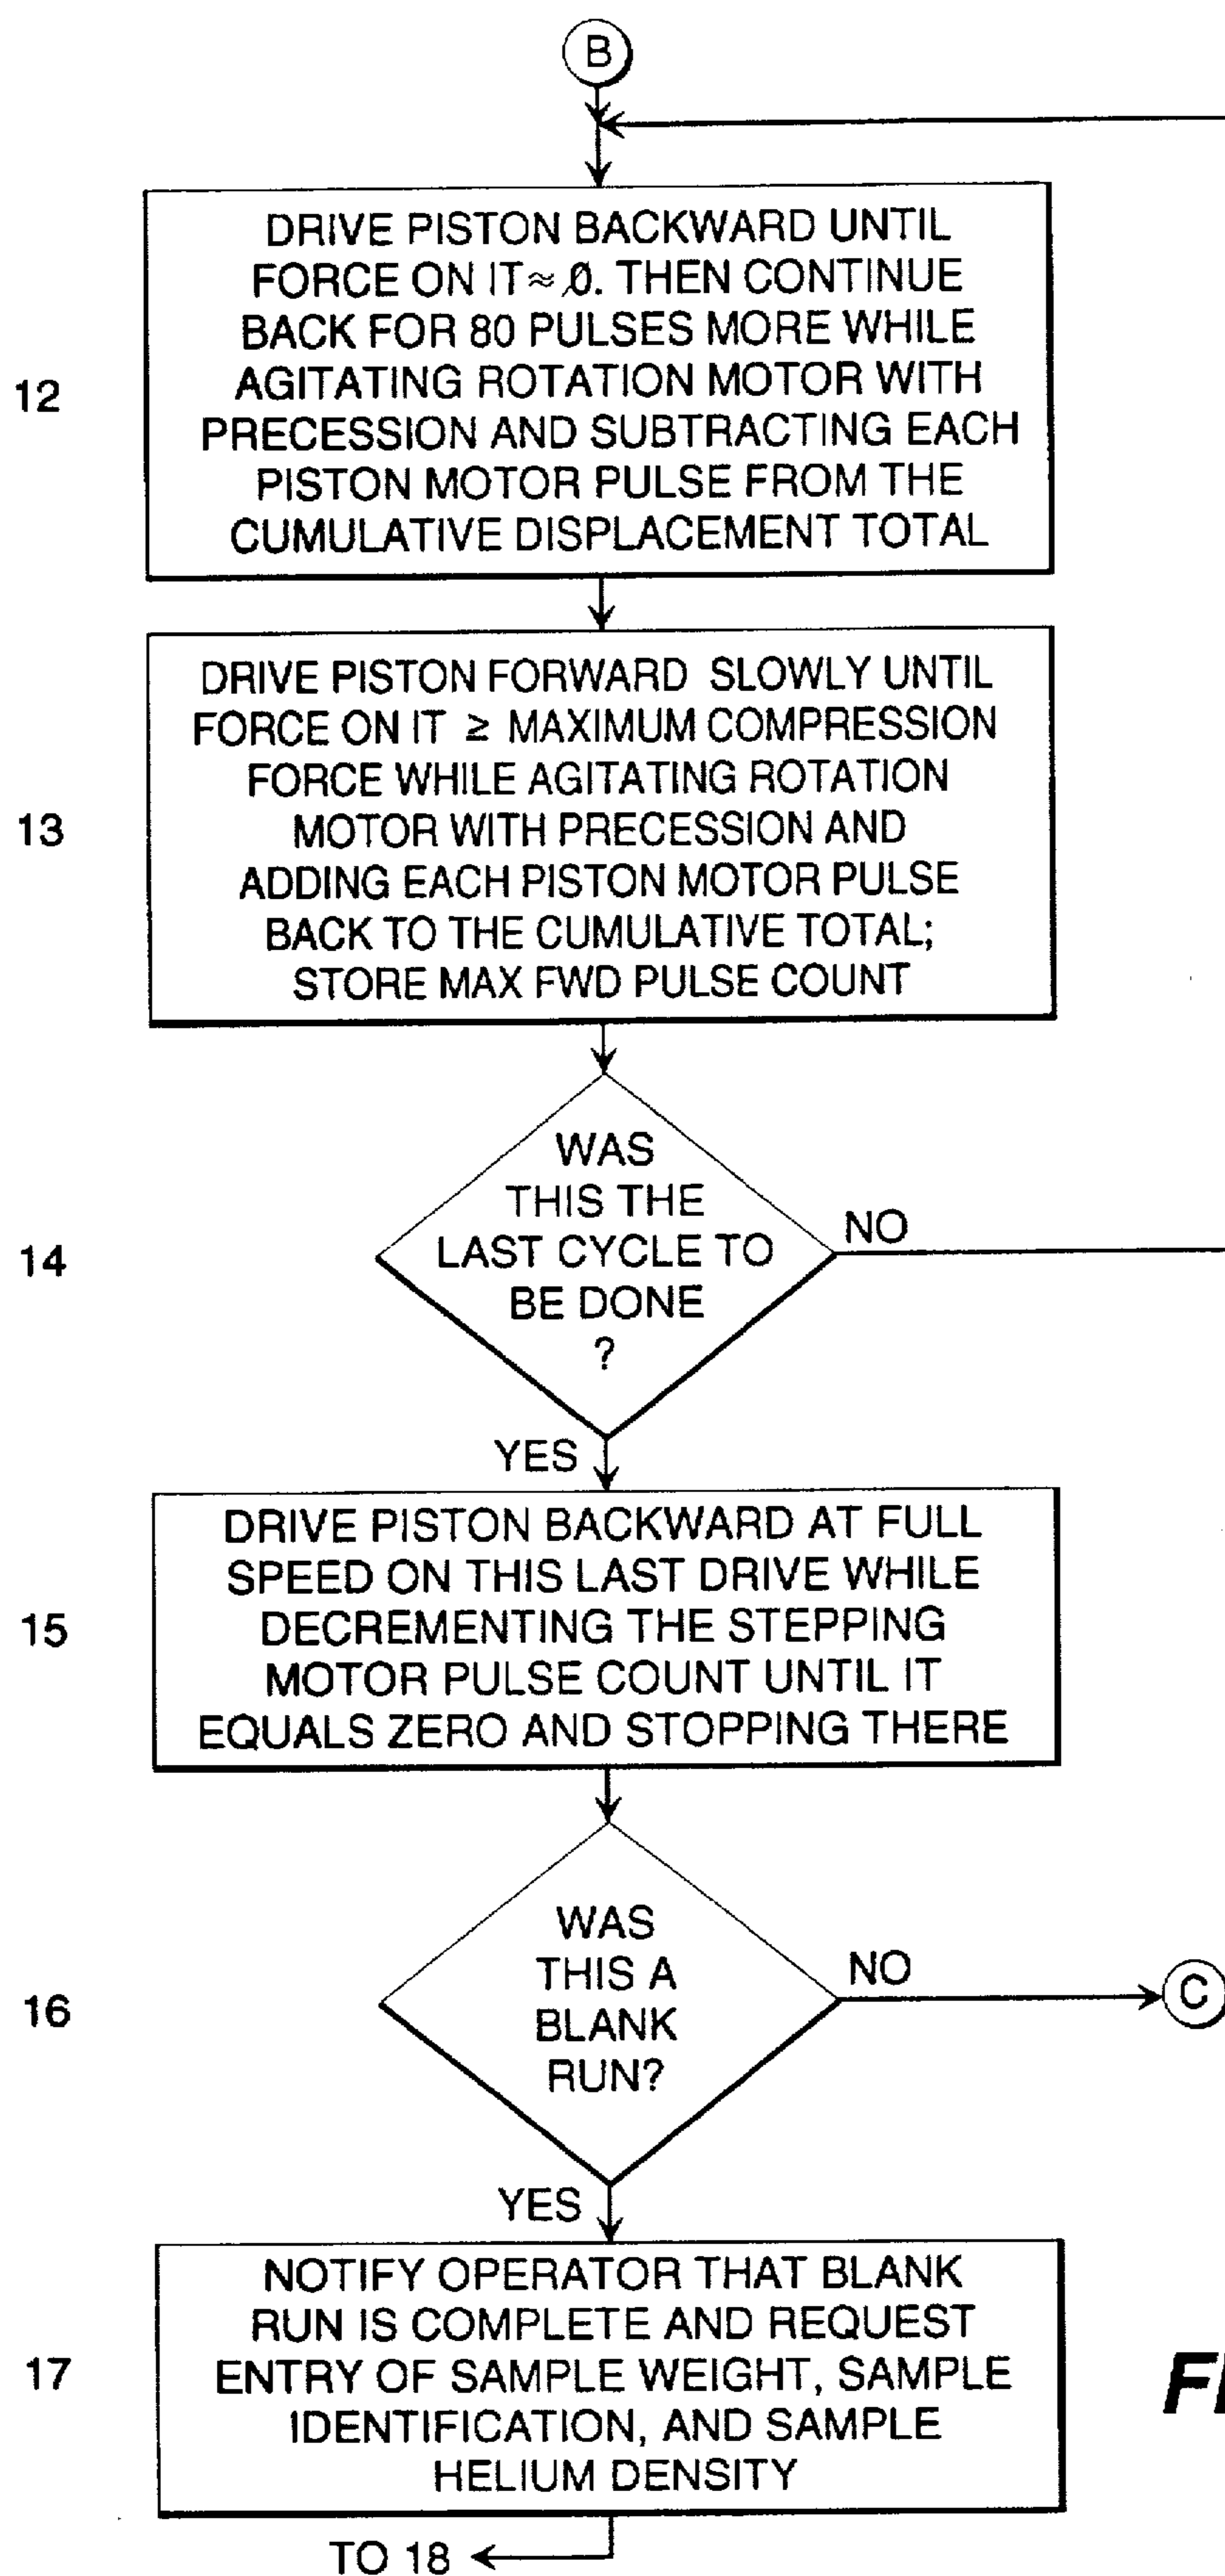 B
DRIVE PISTON BACKWARD UNTIL
FORCE ON IT ≈ 0. THEN CONTINUE
BACK FOR 80 PULSES MORE WHILE
AGITATING ROTATION MOTOR WITH
PRECESSION AND SUBTRACTING EACH
PISTON MOTOR PULSE FROM THE
CUMULATIVE DISPLACEMENT TOTAL
12
DRIVE PISTON FORWARD SLOWLY UNTIL
FORCE ON IT ≥ MAXIMUM COMPRESSION
FORCE WHILE AGITATING ROTATION
MOTOR WITH PRECESSION AND
ADDING EACH PISTON MOTOR PULSE
BACK TO THE CUMULATIVE TOTAL;
STORE MAX FWD PULSE COUNT
13
WAS
THIS THE
LAST CYCLE TO
BE DONE
?
14
NO
YES
DRIVE PISTON BACKWARD AT FULL
SPEED ON THIS LAST DRIVE WHILE
DECREMENTING THE STEPPING
MOTOR PULSE COUNT UNTIL IT
EQUALS ZERO AND STOPPING THERE
15
WAS
THIS A
BLANK
RUN?
16
NO
C
YES
NOTIFY OPERATOR THAT BLANK
RUN IS COMPLETE AND REQUEST
ENTRY OF SAMPLE WEIGHT, SAMPLE
IDENTIFICATION, AND SAMPLE
HELIUM DENSITY
17
TO 18